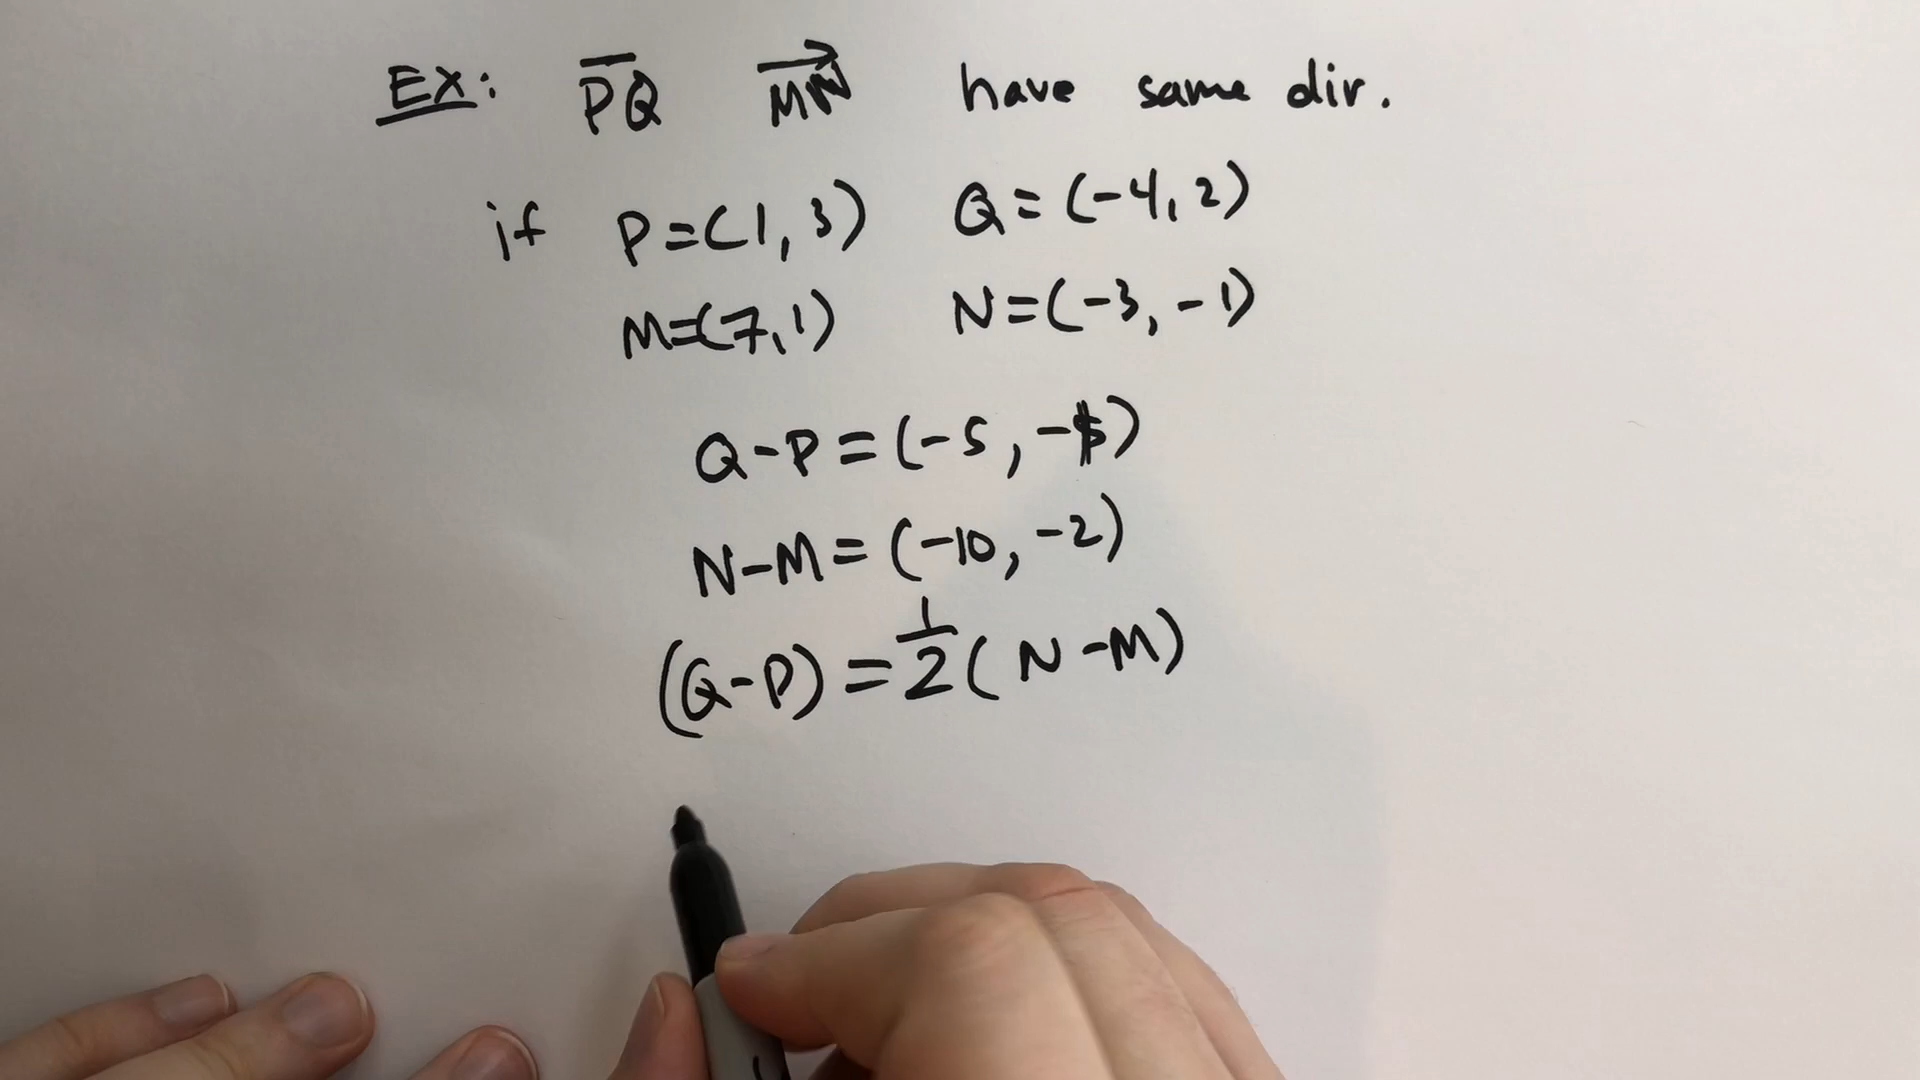 EX: PQ MN have same dir.
if P=(1,3) Q=(-4,2)
M=(7,1) N=(-3,-1)
Q-P=(-5,-1)
N-M=(-10,-2)
(Q-P)=1/2(N-M)